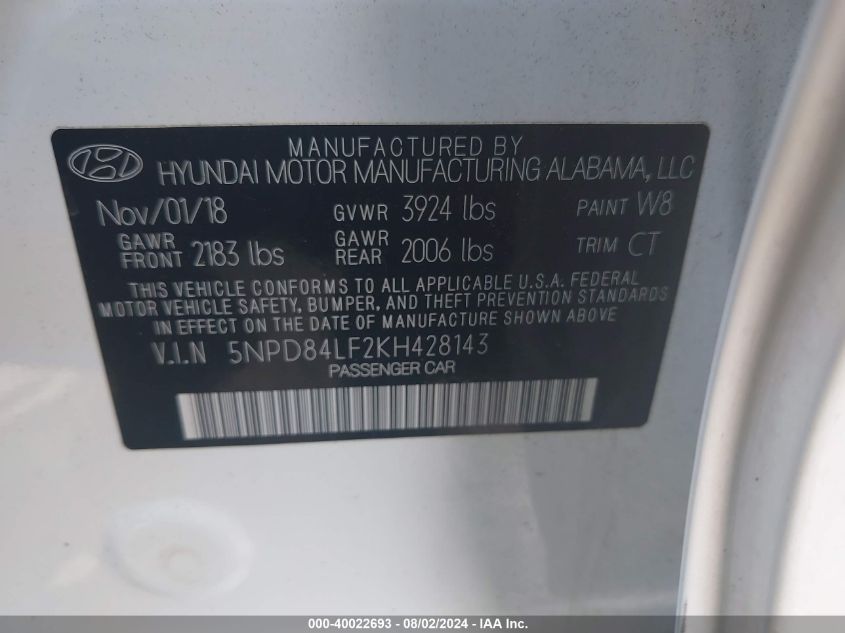 MANUFACTURED BY
HYUNDAI MOTOR MANUFACTURING ALABAMA, LLC
Nov/01/18 GVWR 3924 lbs PAINT W8
GAWR FRONT 2183 lbs GAWR REAR 2006 lbs TRIM CT
THIS VEHICLE CONFORMS TO ALL APPLICABLE U.S.A. FEDERAL
MOTOR VEHICLE SAFETY, BUMPER, AND THEFT PREVENTION STANDARDS
IN EFFECT ON THE DATE OF MANUFACTURE SHOWN ABOVE
V.I.N 5NPD84LF2KH428143
PASSENGER CAR
000-40022693 - 08/02/2024 - IAA Inc.